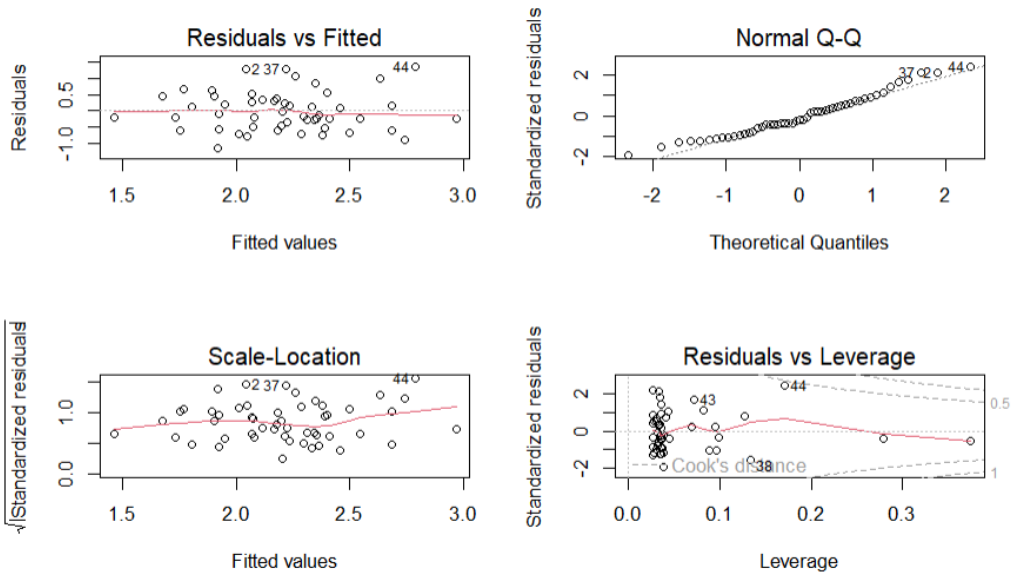 Residuals vs Fitted
Residuals
0.5
-1.0
2 37
44
1.5 2.0 2.5 3.0
Fitted values
Normal Q-Q
Standardized residuals
2
0
-2
37 2 44
-2 -1 0 1 2
Theoretical Quantiles
Scale-Location
√|Standardized residuals|
1.0
0.0
2 37
44
1.5 2.0 2.5 3.0
Fitted values
Residuals vs Leverage
Standardized residuals
2
0
-2
44
43
38
Cook's distance
0.5
1
0.0 0.1 0.2 0.3
Leverage